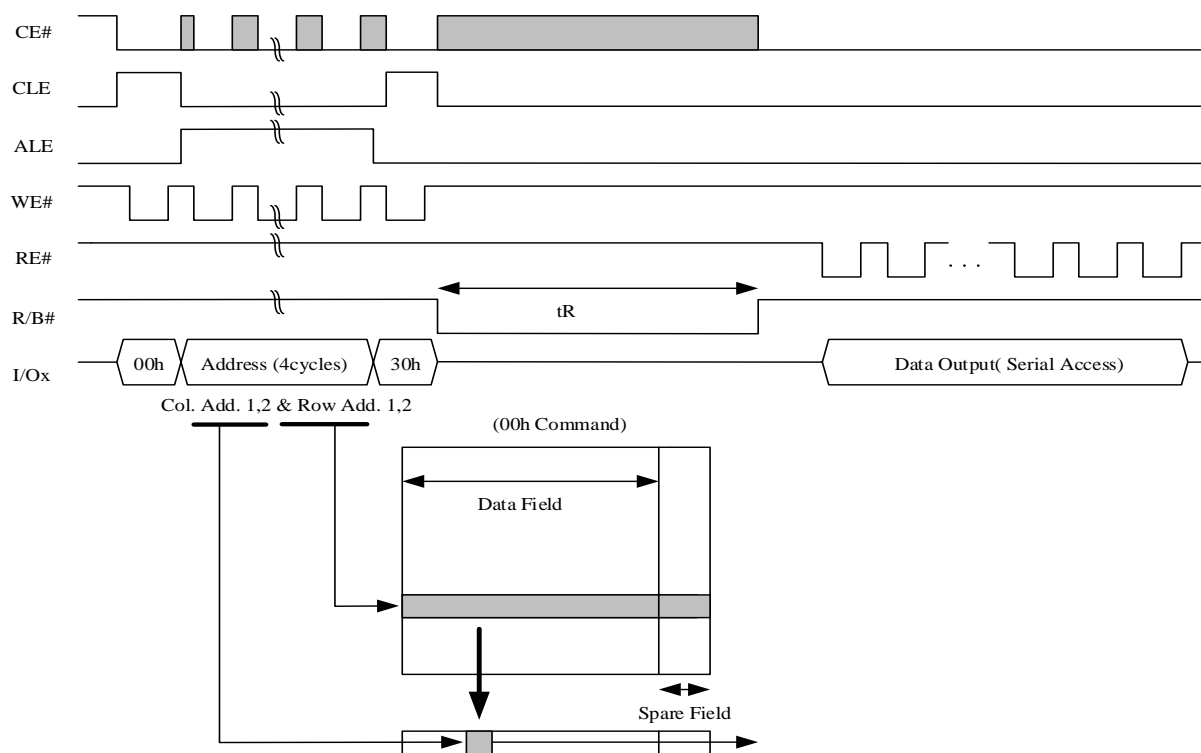 CE#
CLE
ALE
WE#
RE#
. . .
R/B#
tR
I/Ox
00h
Address (4cycles)
30h
Data Output( Serial Access)
Col. Add. 1,2 & Row Add. 1,2
(00h Command)
Data Field
Spare Field